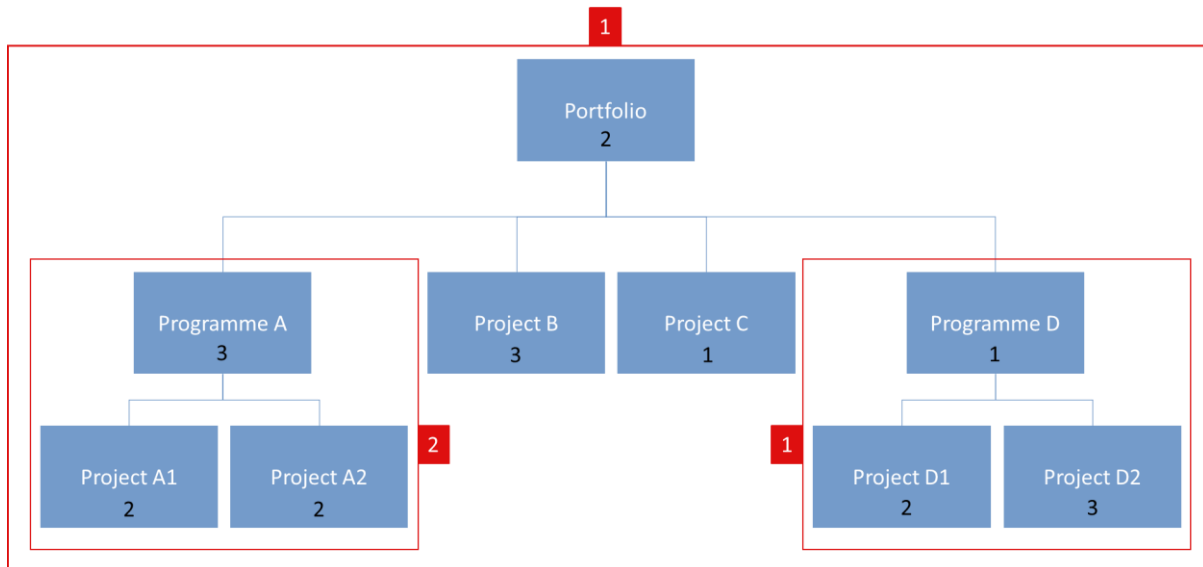 1
Portfolio
2
Programme A
3
Project B
3
Project C
1
Programme D
1
Project A1
2
Project A2
2
2
1
Project D1
2
Project D2
3